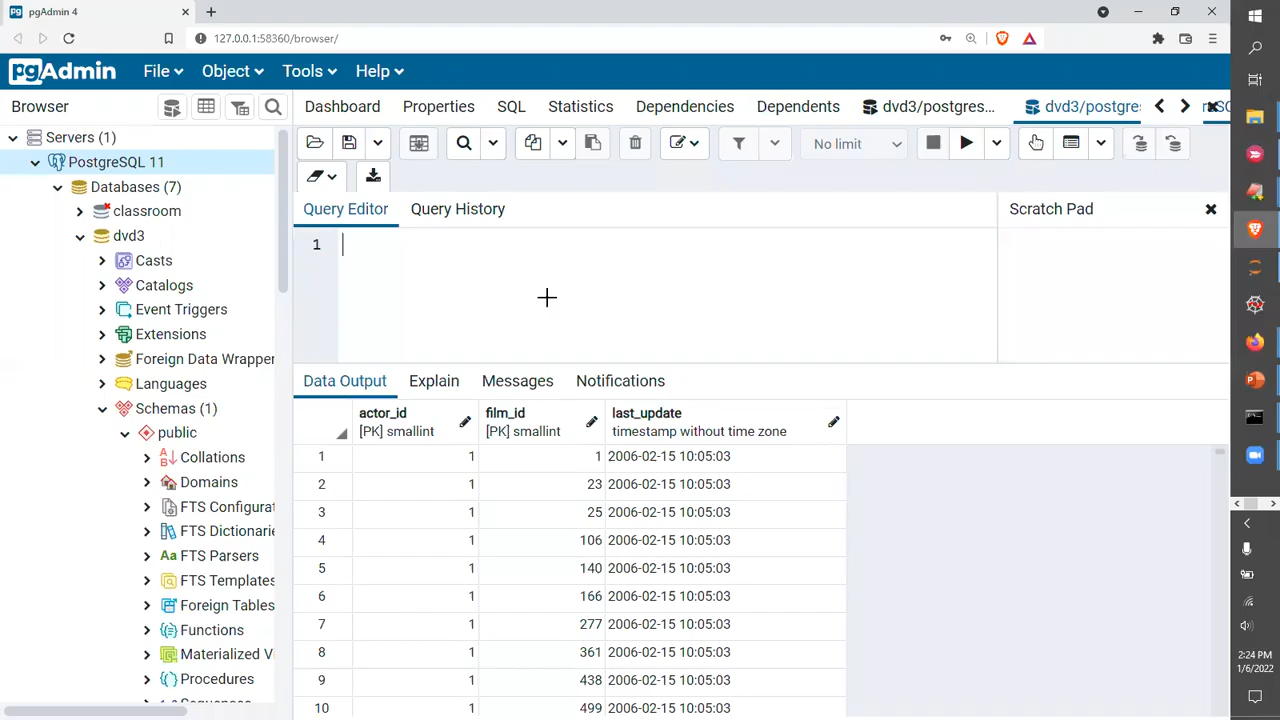 pgAdmin 4
127.0.0.1:58360/browser/
pgAdmin File Object Tools Help
Browser
Dashboard Properties SQL Statistics Dependencies Dependents dvd3/postgres... dvd3/postgre
Servers (1)
PostgreSQL 11
Databases (7)
classroom
dvd3
Casts
Catalogs
Event Triggers
Extensions
Foreign Data Wrapper
Languages
Schemas (1)
public
Collations
Domains
FTS Configura
FTS Dictionarie
FTS Parsers
FTS Templates
Foreign Tables
Functions
Materialized V
Procedures
No limit
Query Editor Query History
Scratch Pad
1
Data Output Explain Messages Notifications
actor_id film_id last_update
[PK] smallint [PK] smallint timestamp without time zone
1 1 1 2006-02-15 10:05:03
2 1 23 2006-02-15 10:05:03
3 1 25 2006-02-15 10:05:03
4 1 106 2006-02-15 10:05:03
5 1 140 2006-02-15 10:05:03
6 1 166 2006-02-15 10:05:03
7 1 277 2006-02-15 10:05:03
8 1 361 2006-02-15 10:05:03
9 1 438 2006-02-15 10:05:03
10 1 499 2006-02-15 10:05:03
2:24 PM
1/6/2022